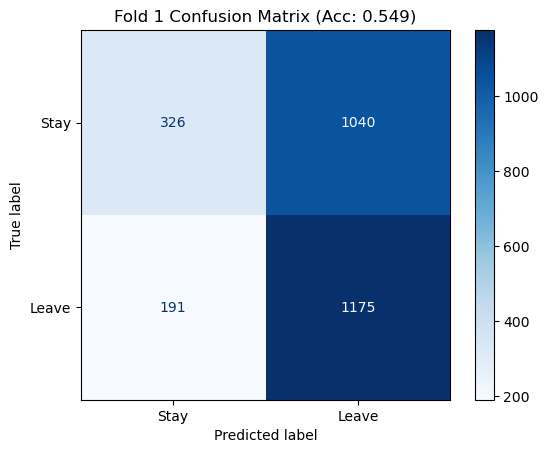 Fold 1 Confusion Matrix (Acc: 0.549)
Stay
326
1040
Leave
191
1175
Stay
Leave
True label
Predicted label
1000
800
600
400
200